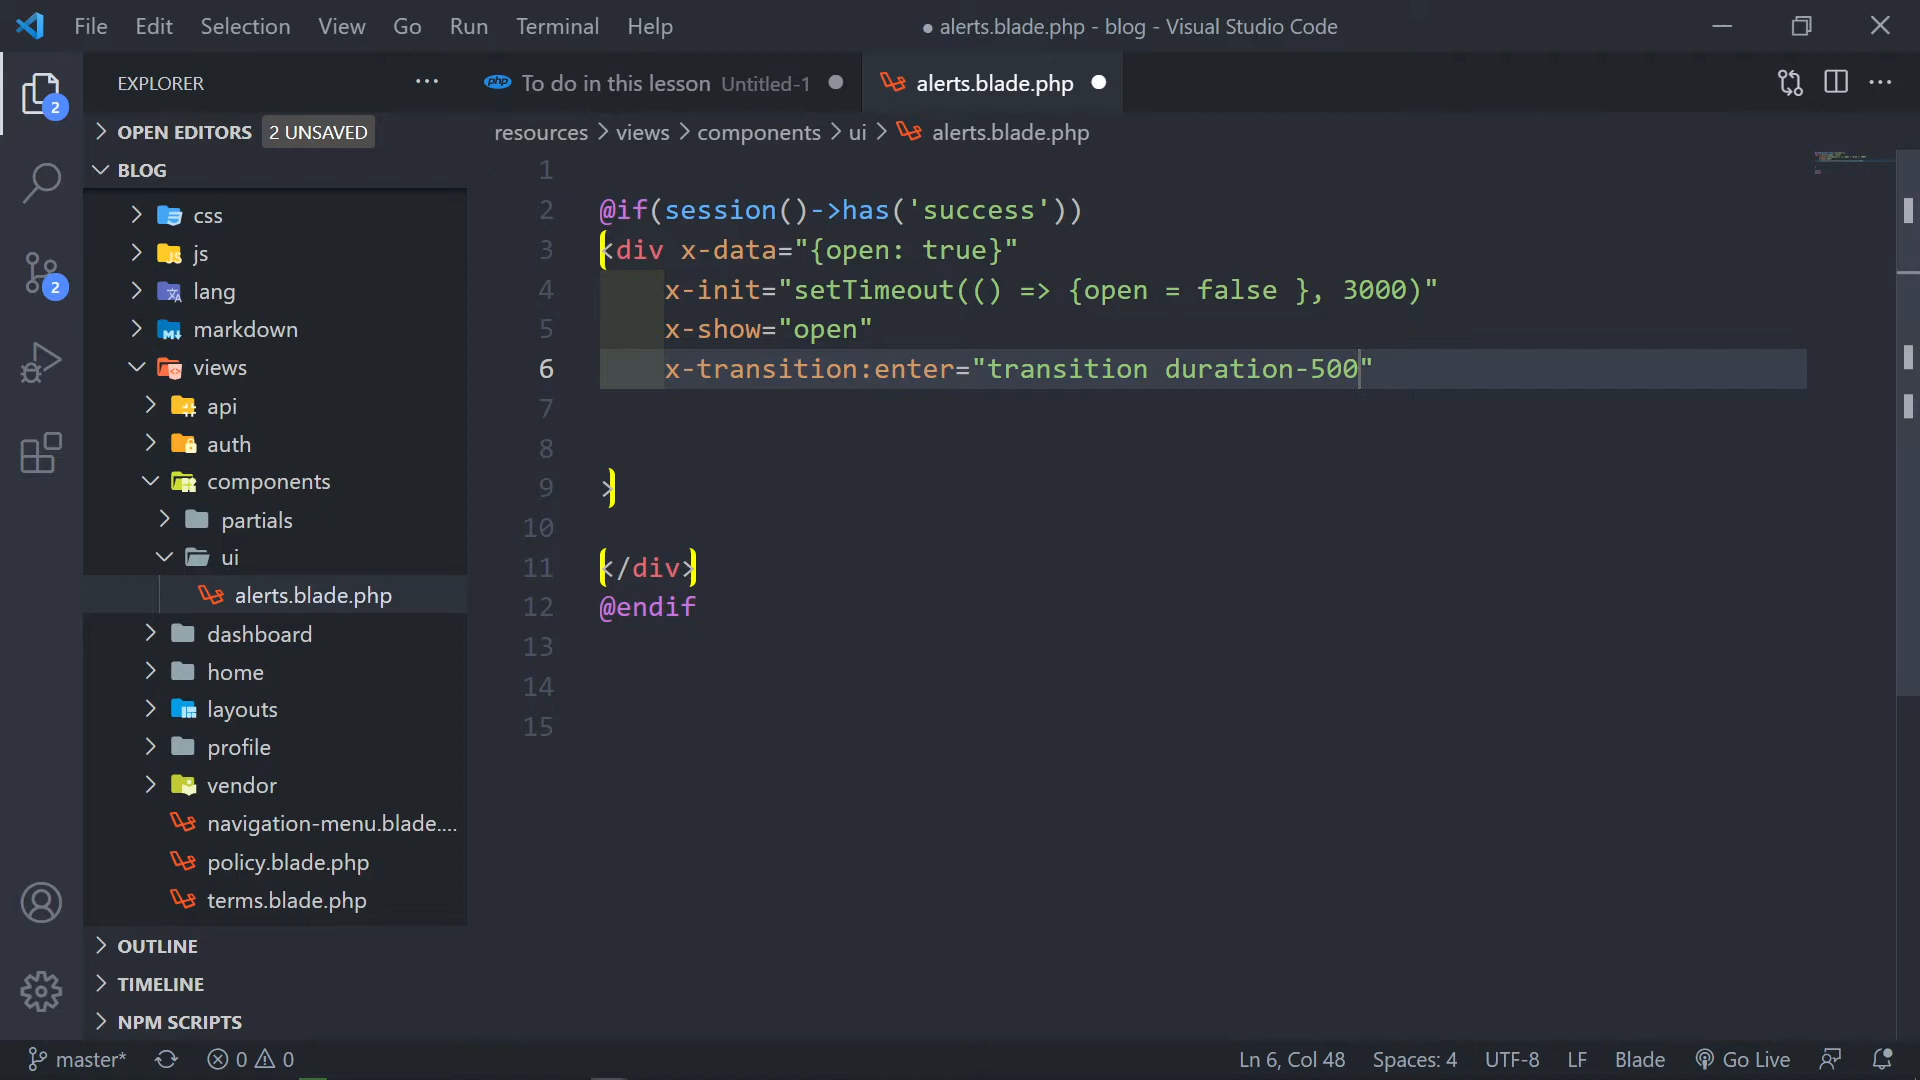 File Edit Selection View Go Run Terminal Help
● alerts.blade.php - blog - Visual Studio Code
EXPLORER
php To do in this lesson Untitled-1
alerts.blade.php
OPEN EDITORS 2 UNSAVED
resources > views > components > ui > alerts.blade.php
BLOG
css
js
lang
markdown
views
api
auth
components
partials
ui
alerts.blade.php
dashboard
home
layouts
profile
vendor
navigation-menu.blade....
policy.blade.php
terms.blade.php
OUTLINE
TIMELINE
NPM SCRIPTS
2
2
1
2 @if(session()->has('success'))
3 <div x-data="{open: true}"
4 x-init="setTimeout(() => {open = false }, 3000)"
5 x-show="open"
6 x-transition:enter="transition duration-500"
7
8
9 >
10
11 </div>
12 @endif
13
14
15
master* 0 0
Ln 6, Col 48 Spaces: 4 UTF-8 LF Blade Go Live